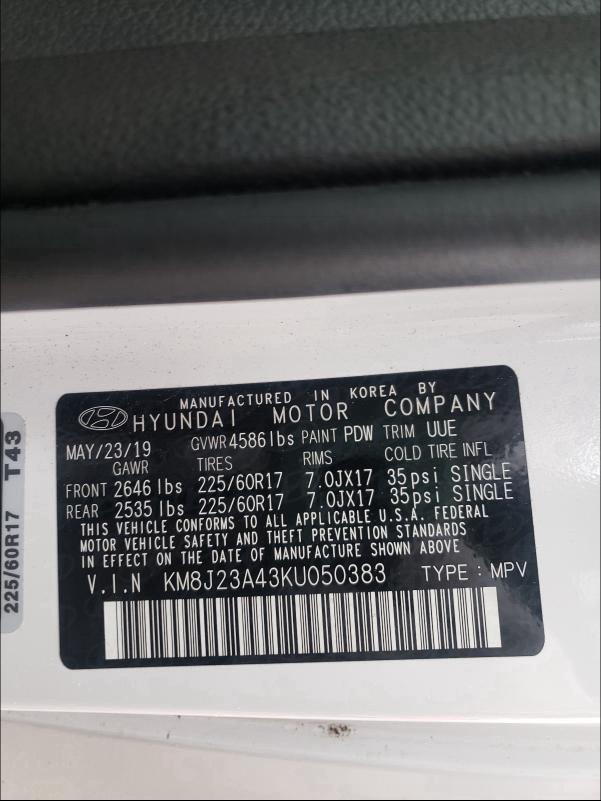 MANUFACTURED IN KOREA BY
HYUNDAI MOTOR COMPANY
MAY/23/19 GVWR 4586 lbs PAINT PDW TRIM UUE
GAWR TIRES RIMS COLD TIRE INFL
FRONT 2646 lbs 225/60R17 7.0JX17 35psi SINGLE
REAR 2535 lbs 225/60R17 7.0JX17 35psi SINGLE
THIS VEHICLE CONFORMS TO ALL APPLICABLE U.S.A. FEDERAL
MOTOR VEHICLE SAFETY AND THEFT PREVENTION STANDARDS
IN EFFECT ON THE DATE OF MANUFACTURE SHOWN ABOVE.
V.I.N KM8J23A43KU050383 TYPE : MPV
225/60R17 T43